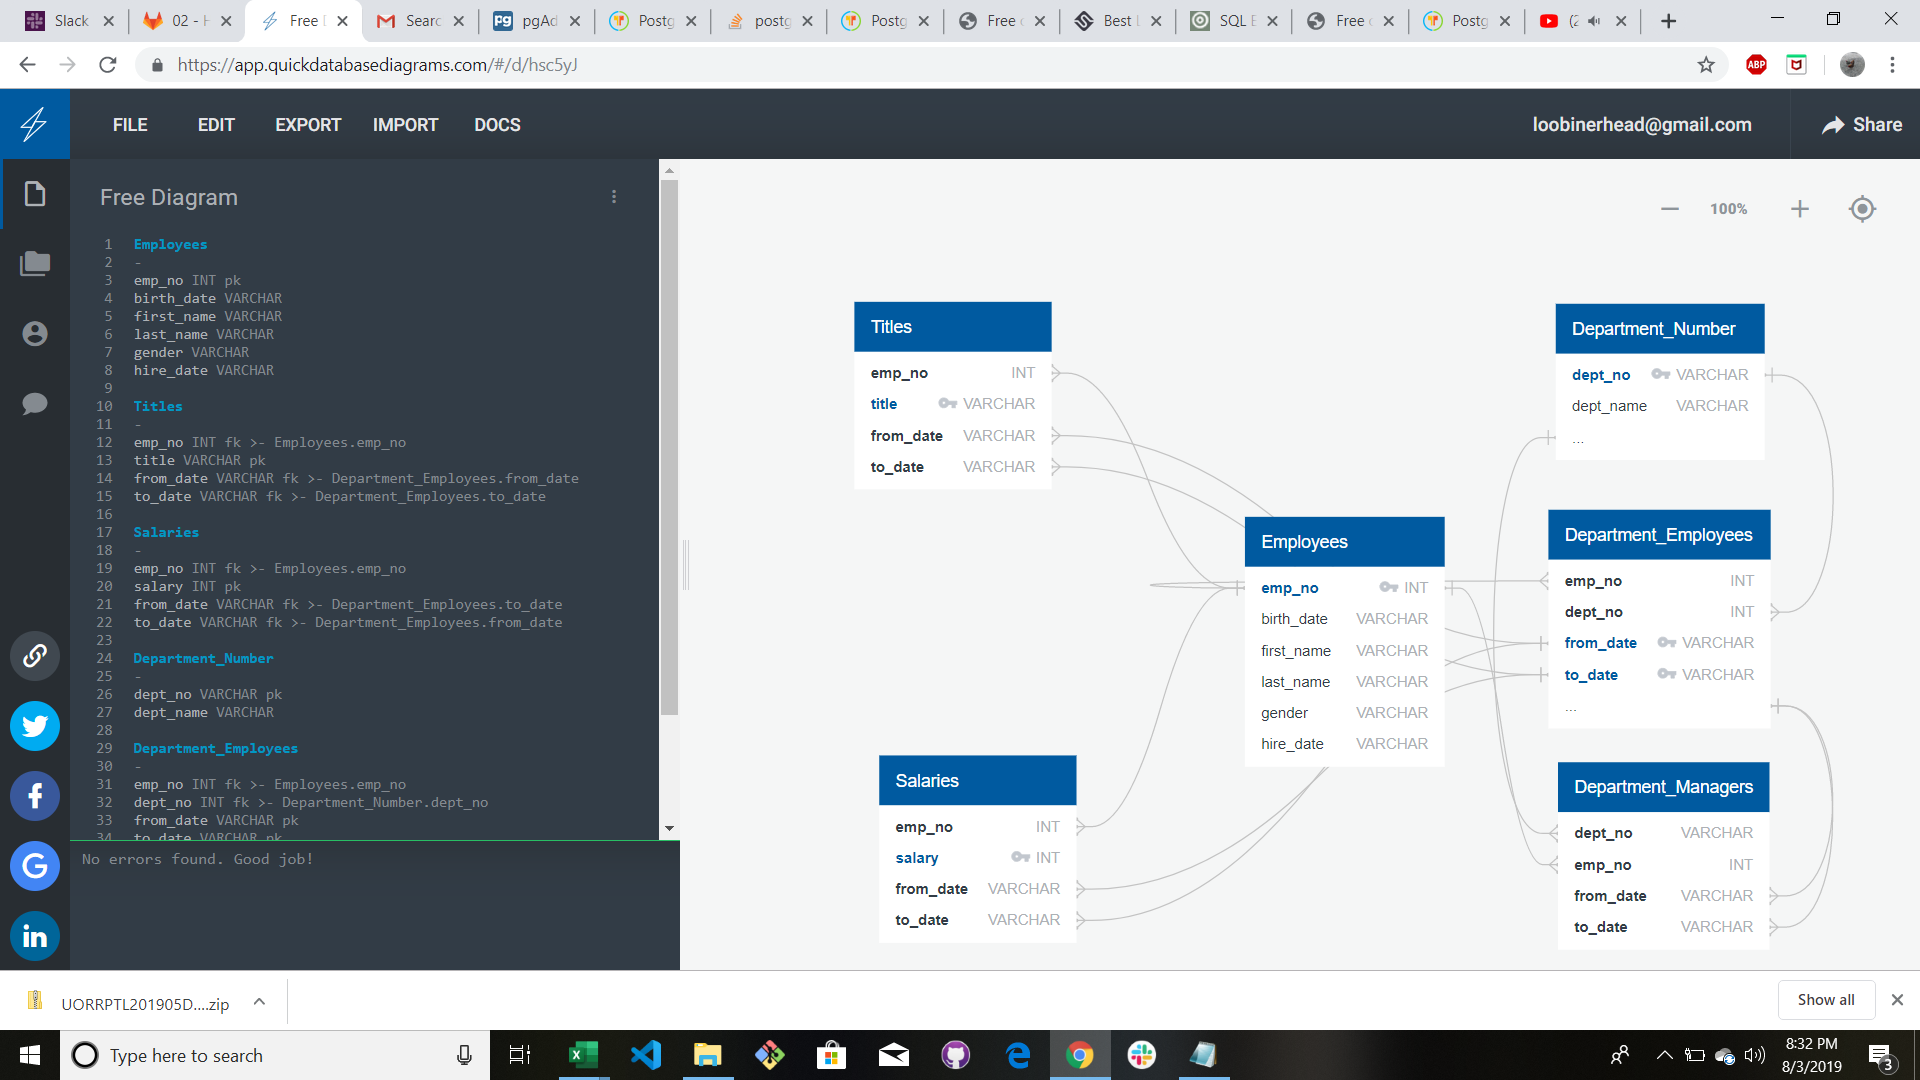 Slack
02 - H
Free D
Searc
pgAd
Postg
postg
Postg
Free
Best
SQL E
Free
Postg
https://app.quickdatabasediagrams.com/#/d/hsc5yJ
ABP
FILE
EDIT
EXPORT
IMPORT
DOCS
loobinerhead@gmail.com
Share
Free Diagram
1 Employees
2 -
3 emp_no INT pk
4 birth_date VARCHAR
5 first_name VARCHAR
6 last_name VARCHAR
7 gender VARCHAR
8 hire_date VARCHAR
9
10 Titles
11 -
12 emp_no INT fk >- Employees.emp_no
13 title VARCHAR pk
14 from_date VARCHAR fk >- Department_Employees.from_date
15 to_date VARCHAR fk >- Department_Employees.to_date
16
17 Salaries
18 -
19 emp_no INT fk >- Employees.emp_no
20 salary INT pk
21 from_date VARCHAR fk >- Department_Employees.to_date
22 to_date VARCHAR fk >- Department_Employees.from_date
23
24 Department_Number
25 -
26 dept_no VARCHAR pk
27 dept_name VARCHAR
28
29 Department_Employees
30 -
31 emp_no INT fk >- Employees.emp_no
32 dept_no INT fk >- Department_Number.dept_no
33 from_date VARCHAR pk
34 to_date VARCHAR pk
No errors found. Good job!
100%
Titles
emp_no INT
title VARCHAR
from_date VARCHAR
to_date VARCHAR
Department_Number
dept_no VARCHAR
dept_name VARCHAR
...
Employees
emp_no INT
birth_date VARCHAR
first_name VARCHAR
last_name VARCHAR
gender VARCHAR
hire_date VARCHAR
Department_Employees
emp_no INT
dept_no INT
from_date VARCHAR
to_date VARCHAR
...
Salaries
emp_no INT
salary INT
from_date VARCHAR
to_date VARCHAR
Department_Managers
dept_no VARCHAR
emp_no INT
from_date VARCHAR
to_date VARCHAR
UORRPTL201905D....zip
Show all
Type here to search
8:32 PM
8/3/2019
3